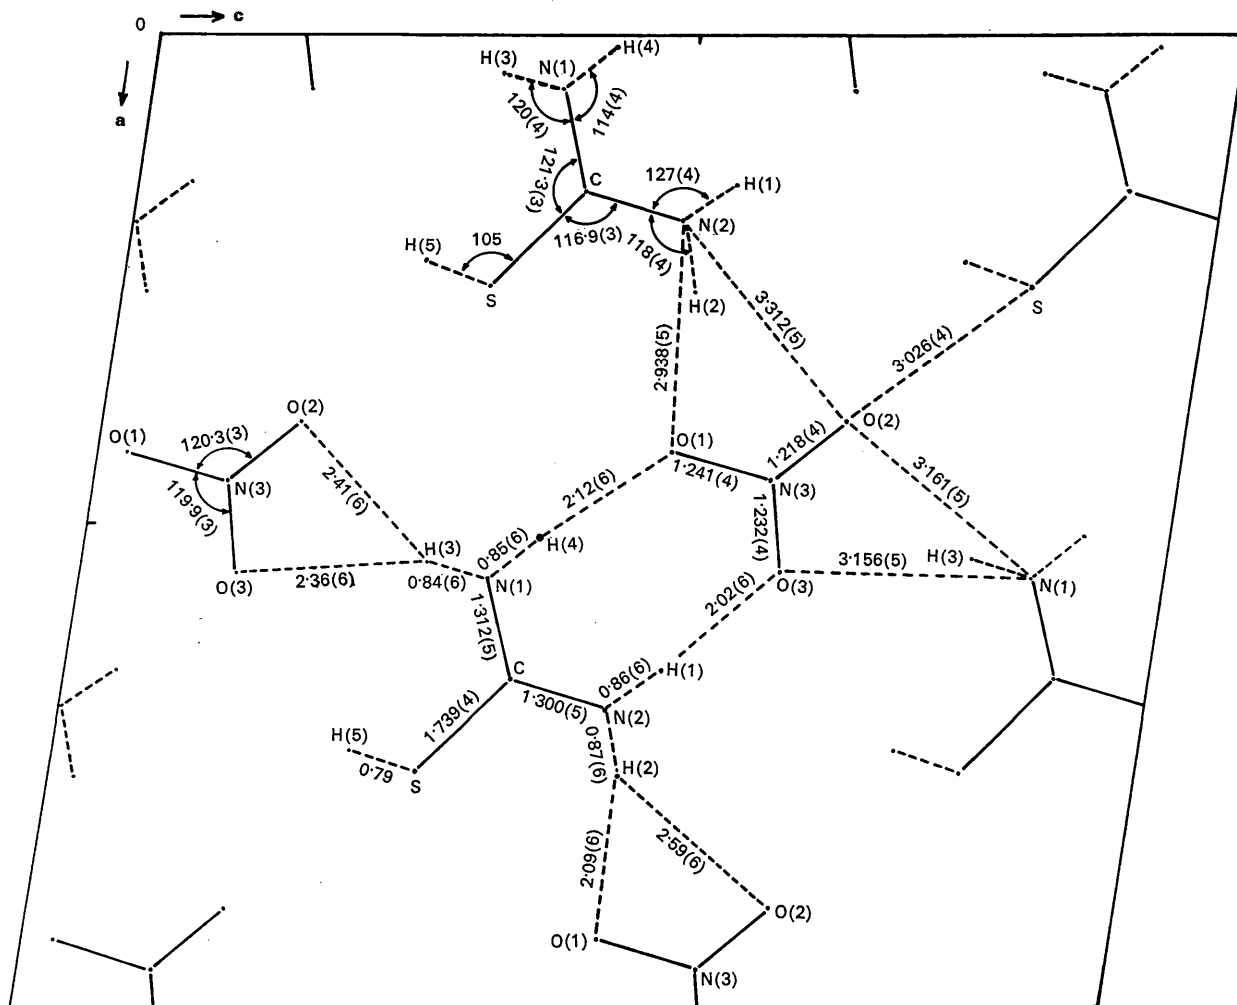 0
c
a
H(3)
N(1)
H(4)
120(4)
114(4)
121·3(3)
C
127(4)
H(1)
N(2)
116·9(3)
118(4)
H(5)
105
S
H(2)
2·938(5)
3·312(5)
3·026(4)
S
O(1)
120·3(3)
O(2)
119·9(3)
N(3)
2·41(6)
O(3)
2·36(6)
O(1)
1·241(4)
1·218(4)
O(2)
N(3)
1·232(4)
O(3)
3·161(5)
3·156(5)
H(3)
N(1)
2·12(6)
H(4)
0·85(6)
H(3)
0·84(6)
N(1)
1·312(5)
2·02(6)
H(1)
0·86(6)
C
1·300(5)
N(2)
1·739(4)
H(5)
0·79
S
0·87(6)
H(2)
2·09(6)
2·59(6)
O(1)
O(2)
N(3)